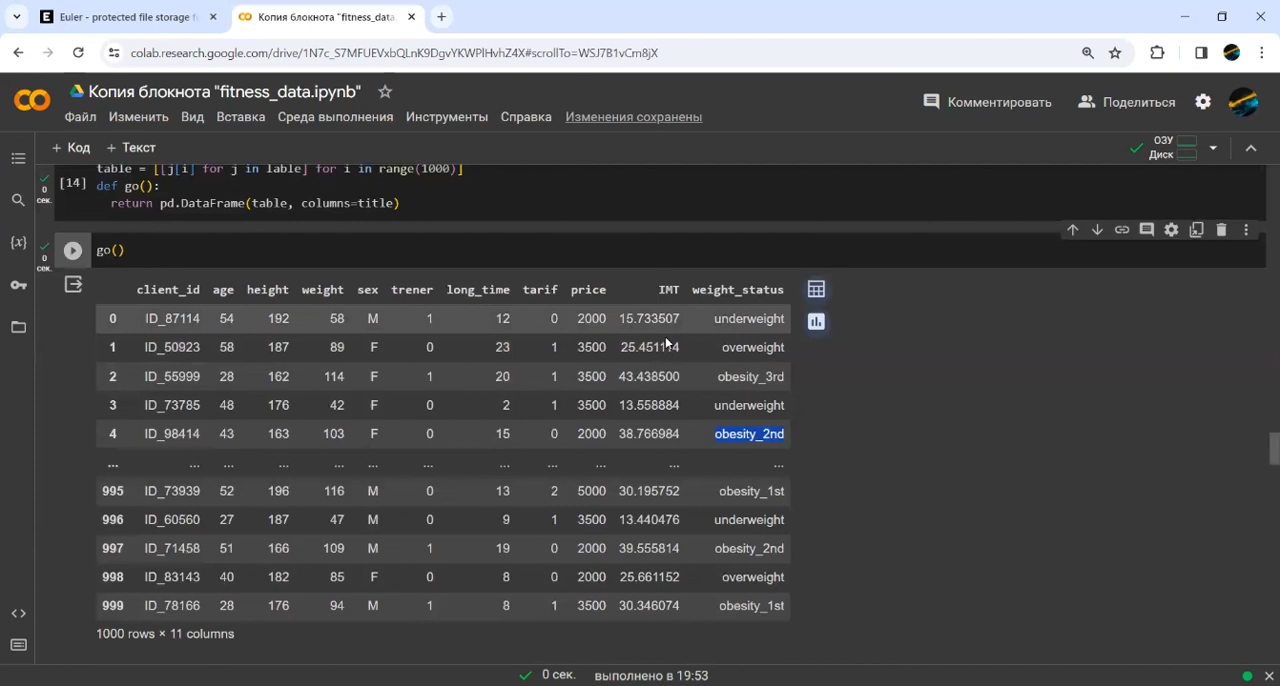 Euler - protected file storage f
Копия блокнота "fitness_data.
colab.research.google.com/drive/1N7c_S7MFUEVxbQLnK9DgvYKWPlHvhZ4X#scrollTo=WSJ7B1vCm8jX
Копия блокнота "fitness_data.ipynb"
Комментировать
Поделиться
Файл Изменить Вид Вставка Среда выполнения Инструменты Справка Изменения сохранены
+ Код + Текст
ОЗУ
Диск
table = [[j[i] for j in lable] for i in range(1000)]
[14] def go():
0 сек.
return pd.DataFrame(table, columns=title)
go()
0 сек.
client_id age height weight sex trener long_time tarif price IMT weight_status
0 ID_87114 54 192 58 M 1 12 0 2000 15.733507 underweight
1 ID_50923 58 187 89 F 0 23 1 3500 overweight
2 ID_55999 28 162 114 F 1 20 1 3500 43.438500 obesity_3rd
3 ID_73785 48 176 42 F 0 2 1 3500 13.558884 underweight
4 ID_98414 43 163 103 F 0 15 0 2000 38.766984 obesity_2nd
... ... ... ... ... ... ... ... ... ... ... ...
995 ID_73939 52 196 116 M 0 13 2 5000 30.195752 obesity_1st
996 ID_60560 27 187 47 M 0 9 1 3500 13.440476 underweight
997 ID_71458 51 166 109 M 1 19 0 2000 39.555814 obesity_2nd
998 ID_83143 40 182 85 F 0 8 0 2000 25.661152 overweight
999 ID_78166 28 176 94 M 1 8 1 3500 30.346074 obesity_1st
1000 rows × 11 columns
0 сек. выполнено в 19:53